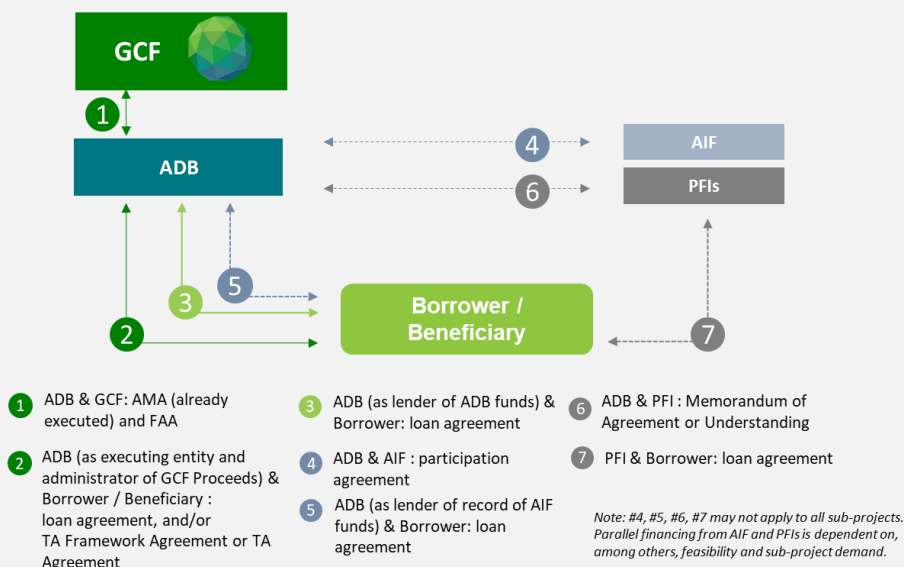 GCF
1
ADB
4
AIF
6
PFIs
5
3
2
Borrower /
Beneficiary
7
1 ADB & GCF: AMA (already
executed) and FAA
2 ADB (as executing entity and
administrator of GCF Proceeds) &
Borrower / Beneficiary :
loan agreement, and/or
TA Framework Agreement or TA
Agreement
3 ADB (as lender of ADB funds) &
Borrower: loan agreement
4 ADB & AIF : participation
agreement
5 ADB (as lender of record of AIF
funds) & Borrower: loan
agreement
6 ADB & PFI : Memorandum of
Agreement or Understanding
7 PFI & Borrower: loan agreement
Note: #4, #5, #6, #7 may not apply to all sub-projects.
Parallel financing from AIF and PFIs is dependent on,
among others, feasibility and sub-project demand.